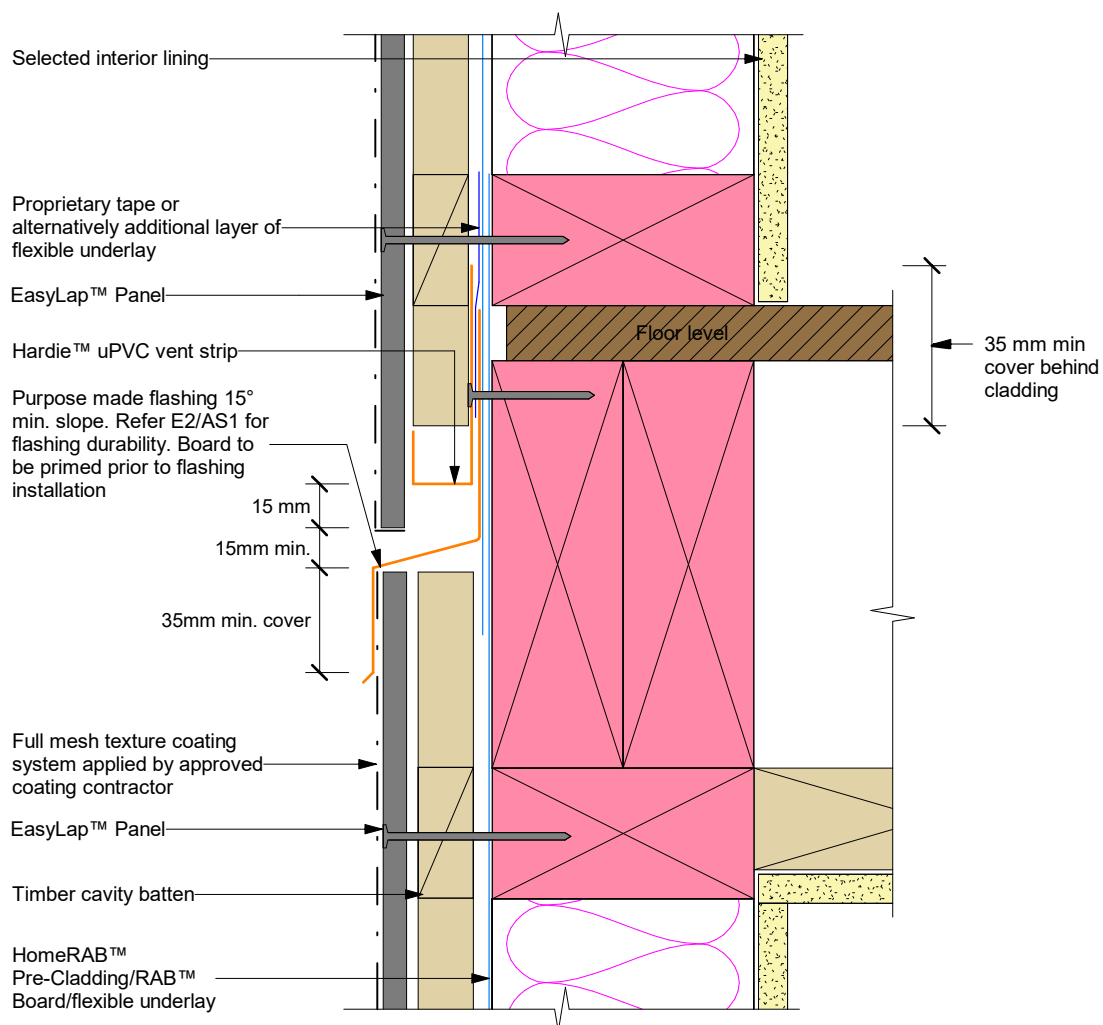 Selected interior lining
Proprietary tape or
alternatively additional layer of
flexible underlay
EasyLap™ Panel
Hardie™ uPVC vent strip
Purpose made flashing 15°
min. slope. Refer E2/AS1 for
flashing durability. Board to
be primed prior to flashing
installation
15 mm
15mm min.
35mm min. cover
Floor level
35 mm min
cover behind
cladding
Full mesh texture coating
system applied by approved
coating contractor
EasyLap™ Panel
Timber cavity batten
HomeRAB™
Pre-Cladding/RAB™
Board/flexible underlay